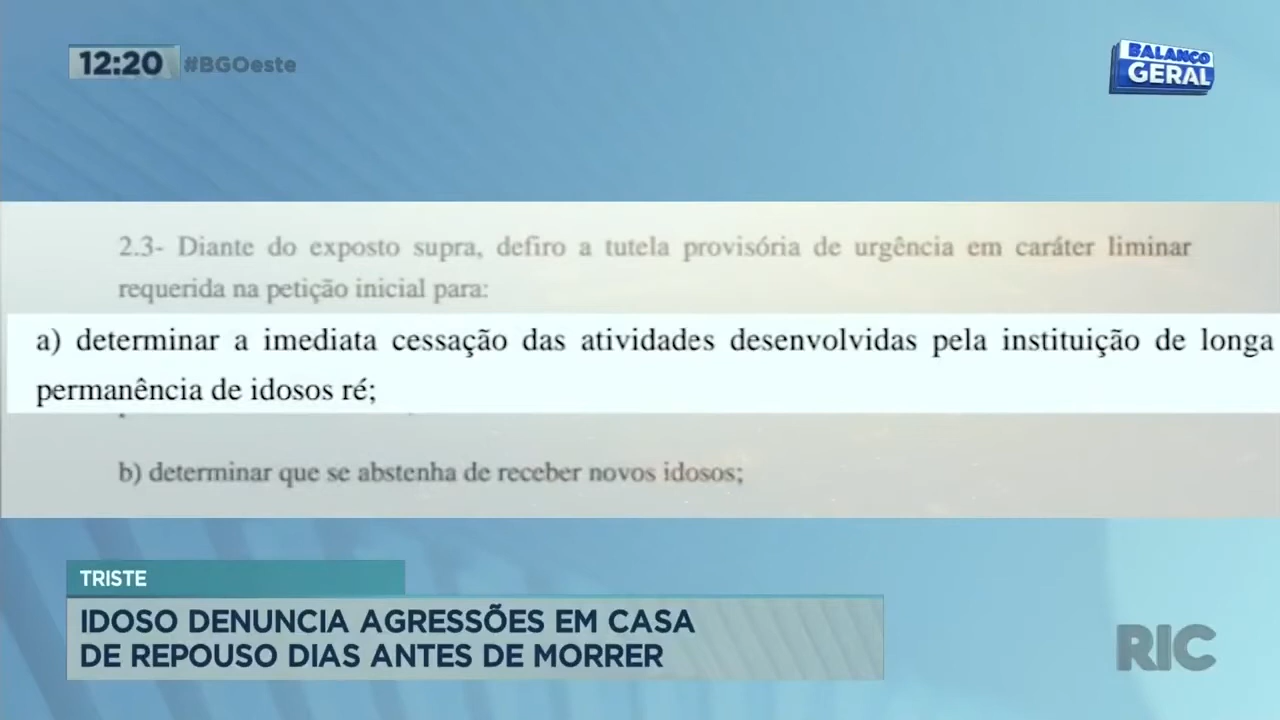 12:20 #BGOeste
BALANÇO
GERAL
2.3- Diante do exposto supra, defiro a tutela provisória de urgência em caráter liminar
requerida na petição inicial para:
a) determinar a imediata cessação das atividades desenvolvidas pela instituição de longa
permanência de idosos ré;
b) determinar que se abstenha de receber novos idosos;
TRISTE
IDOSO DENUNCIA AGRESSÕES EM CASA
DE REPOUSO DIAS ANTES DE MORRER
RIC